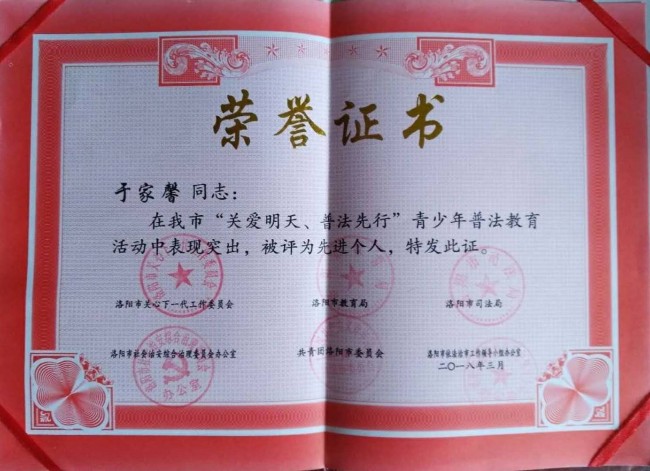 荣誉证书
于家馨 同志：
在我市“关爱明天、普法先行”青少年普法教育
活动中表现突出，被评为先进个人，特发此证。
洛阳市关心下一代工作委员会 洛阳市教育局 洛阳市司法局
洛阳市社会治安综合治理委员会办公室 共青团洛阳市委员会 洛阳市依法治市工作领导小组办公室
二〇一八年三月